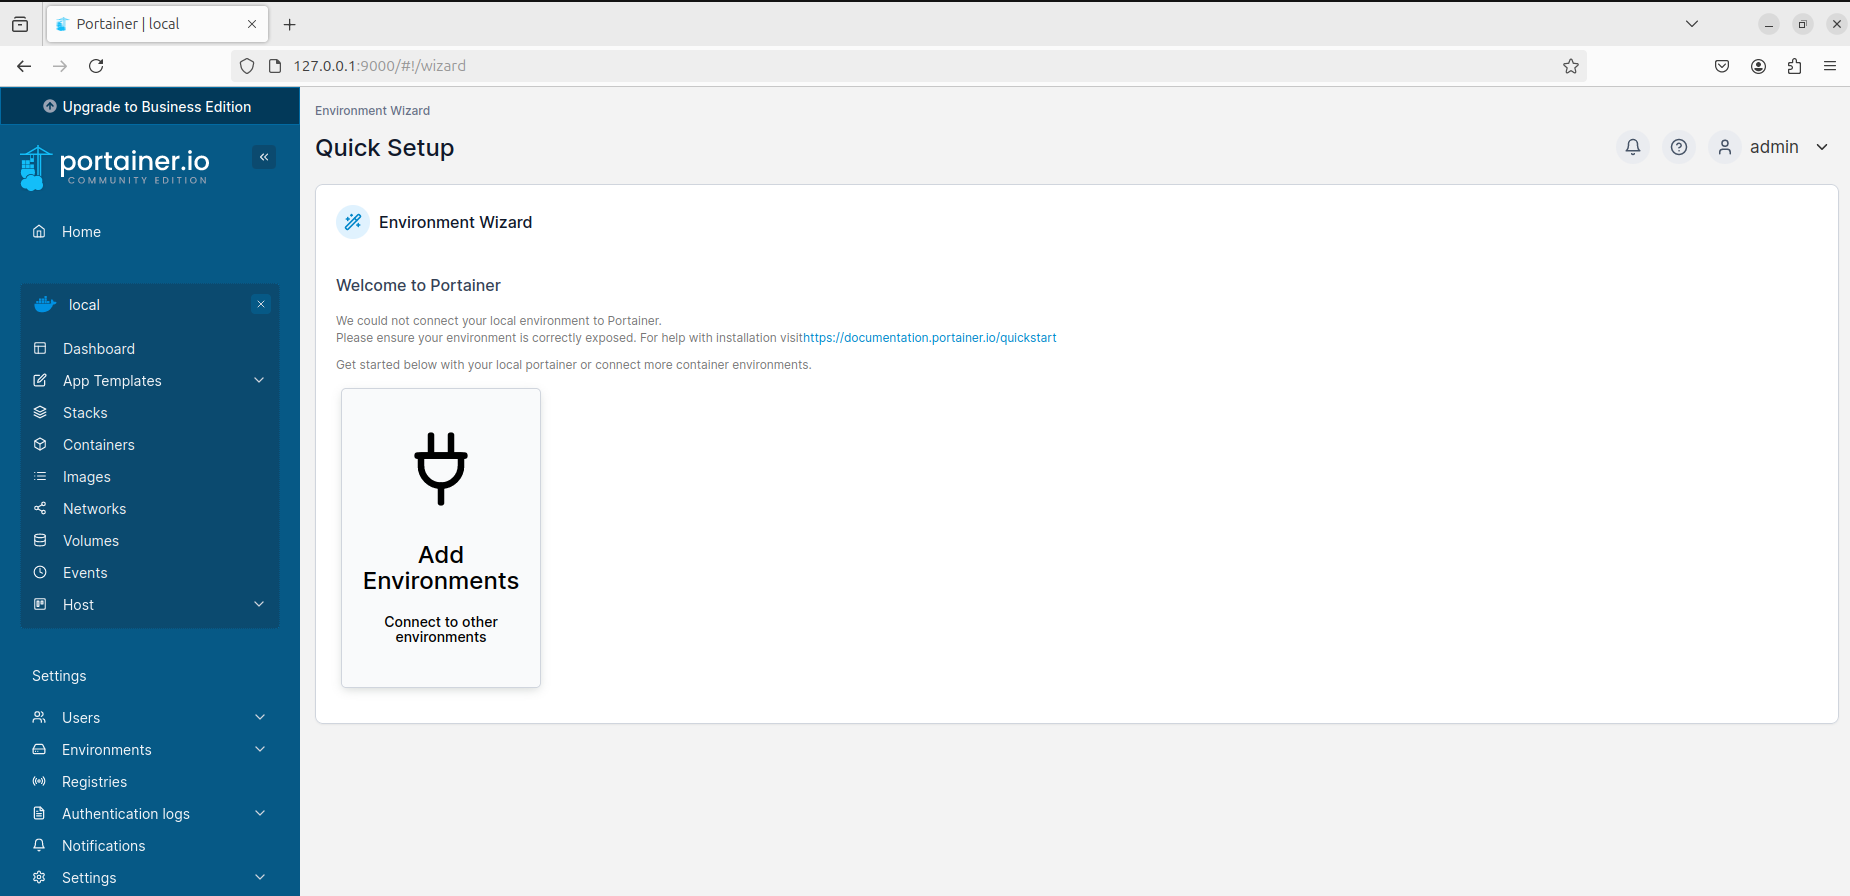 Portainer | local
127.0.0.1:9000/#!/wizard
Upgrade to Business Edition
portainer.io
COMMUNITY EDITION
Home
local
Dashboard
App Templates
Stacks
Containers
Images
Networks
Volumes
Events
Host
Settings
Users
Environments
Registries
Authentication logs
Notifications
Settings
Environment Wizard
Quick Setup
admin
Environment Wizard
Welcome to Portainer
We could not connect your local environment to Portainer.
Please ensure your environment is correctly exposed. For help with installation visithttps://documentation.portainer.io/quickstart
Get started below with your local portainer or connect more container environments.
Add
Environments
Connect to other
environments